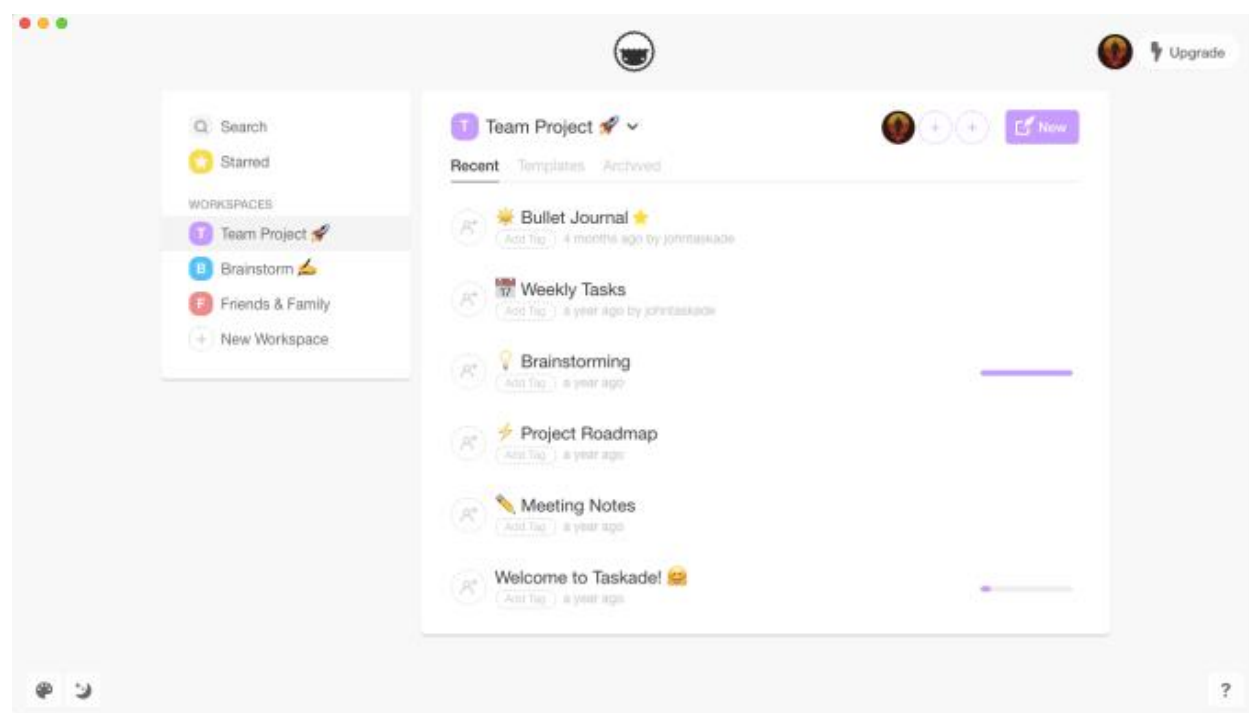 Upgrade
Search
Starred
WORKSPACES
T Team Project 🚀
B Brainstorm ✍️
F Friends & Family
+ New Workspace
T Team Project 🚀
+ + New
Recent Templates Archived
☀️ Bullet Journal ⭐
Add Tag 4 months ago by johntaskade
📅 Weekly Tasks
Add Tag a year ago by johntaskade
💡 Brainstorming
Add Tag a year ago
⚡ Project Roadmap
Add Tag a year ago
✏️ Meeting Notes
Add Tag a year ago
Welcome to Taskade! 🤗
Add Tag a year ago
?